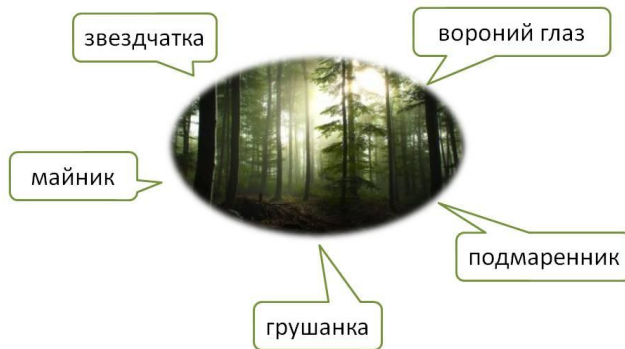 звездчатка
вороний глаз
майник
подмаренник
грушанка